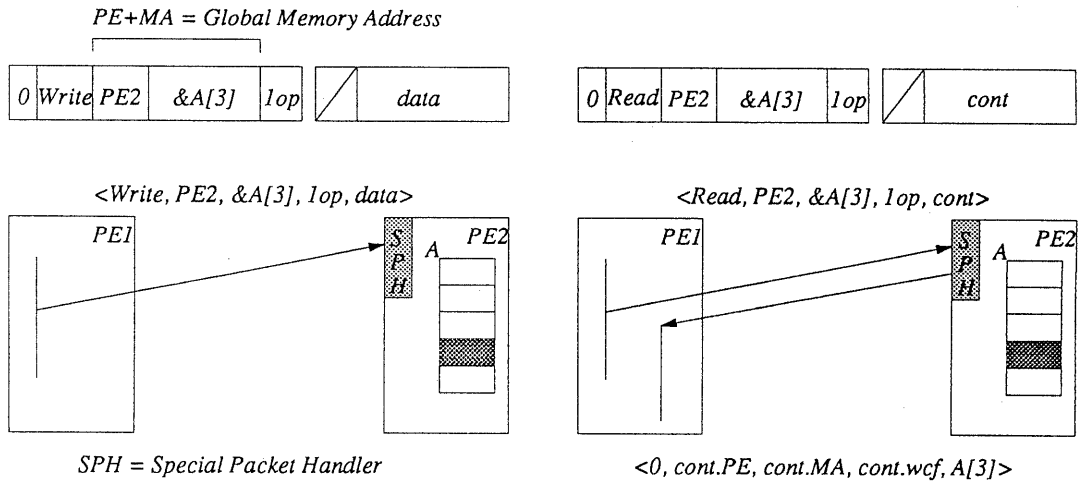 PE+MA = Global Memory Address
0 Write PE2 &A[3] 1op data
0 Read PE2 &A[3] 1op cont
<Write, PE2, &A[3], 1op, data>
<Read, PE2, &A[3], 1op, cont>
PE1
SPH
A
PE2
PE1
SPH
A
PE2
SPH = Special Packet Handler
<0, cont.PE, cont.MA, cont.wcf, A[3]>